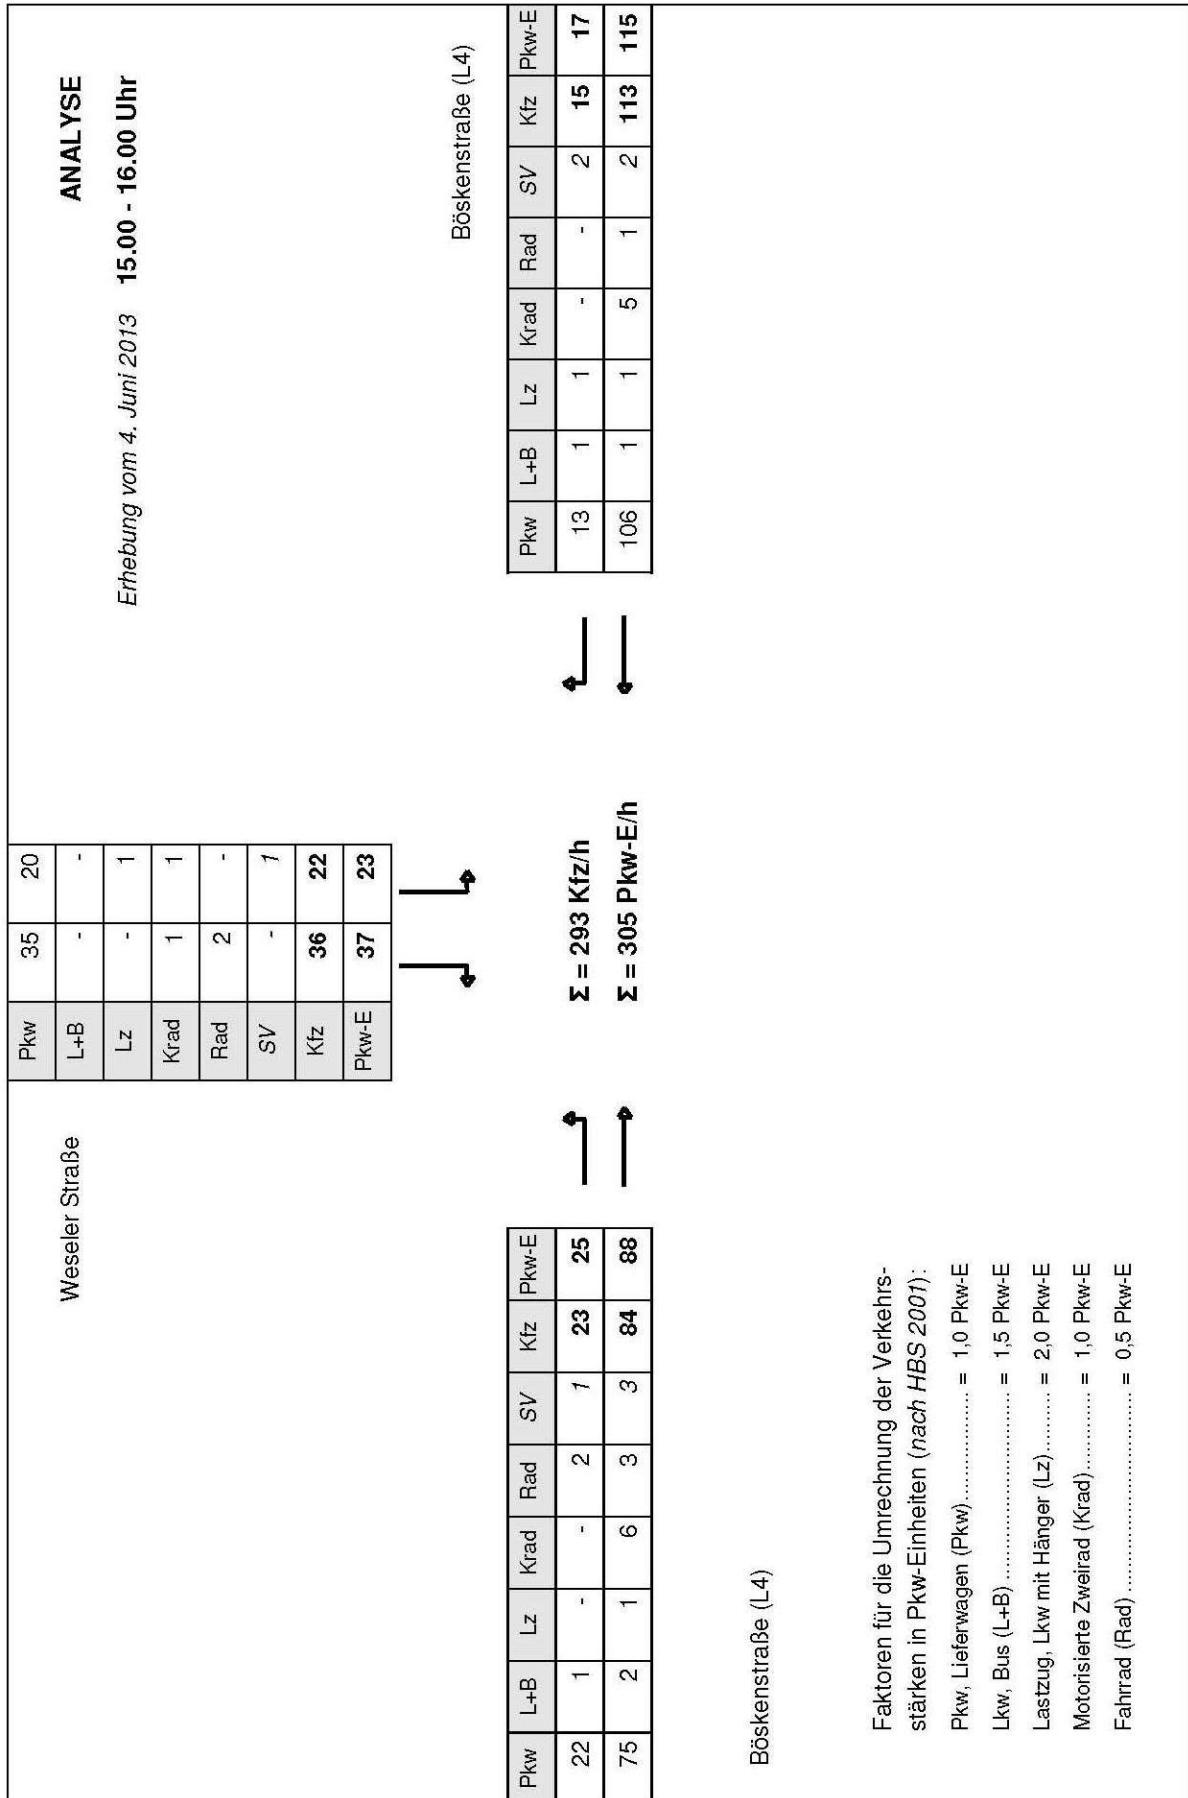 ANALYSE
Erhebung vom 4. Juni 2013 15.00 - 16.00 Uhr
Weseler Straße
Pkw 35 20
L+B - -
Lz - 1
Krad 1 1
Rad 2 -
SV - 1
Kfz 36 22
Pkw-E 37 23
Böskenstraße (L4)
Pkw L+B Lz Krad Rad SV Kfz Pkw-E
13 1 1 - - 2 15 17
106 1 1 5 1 2 113 115
Σ = 293 Kfz/h
Σ = 305 Pkw-E/h
Pkw L+B Lz Krad Rad SV Kfz Pkw-E
22 1 - - 2 1 23 25
75 2 1 6 3 3 84 88
Böskenstraße (L4)
Faktoren für die Umrechnung der Verkehrs-
stärken in Pkw-Einheiten (nach HBS 2001):
Pkw, Lieferwagen (Pkw)................... = 1,0 Pkw-E
Lkw, Bus (L+B) ................................ = 1,5 Pkw-E
Lastzug, Lkw mit Hänger (Lz).......... = 2,0 Pkw-E
Motorisierte Zweirad (Krad)............. = 1,0 Pkw-E
Fahrrad (Rad) .................................. = 0,5 Pkw-E